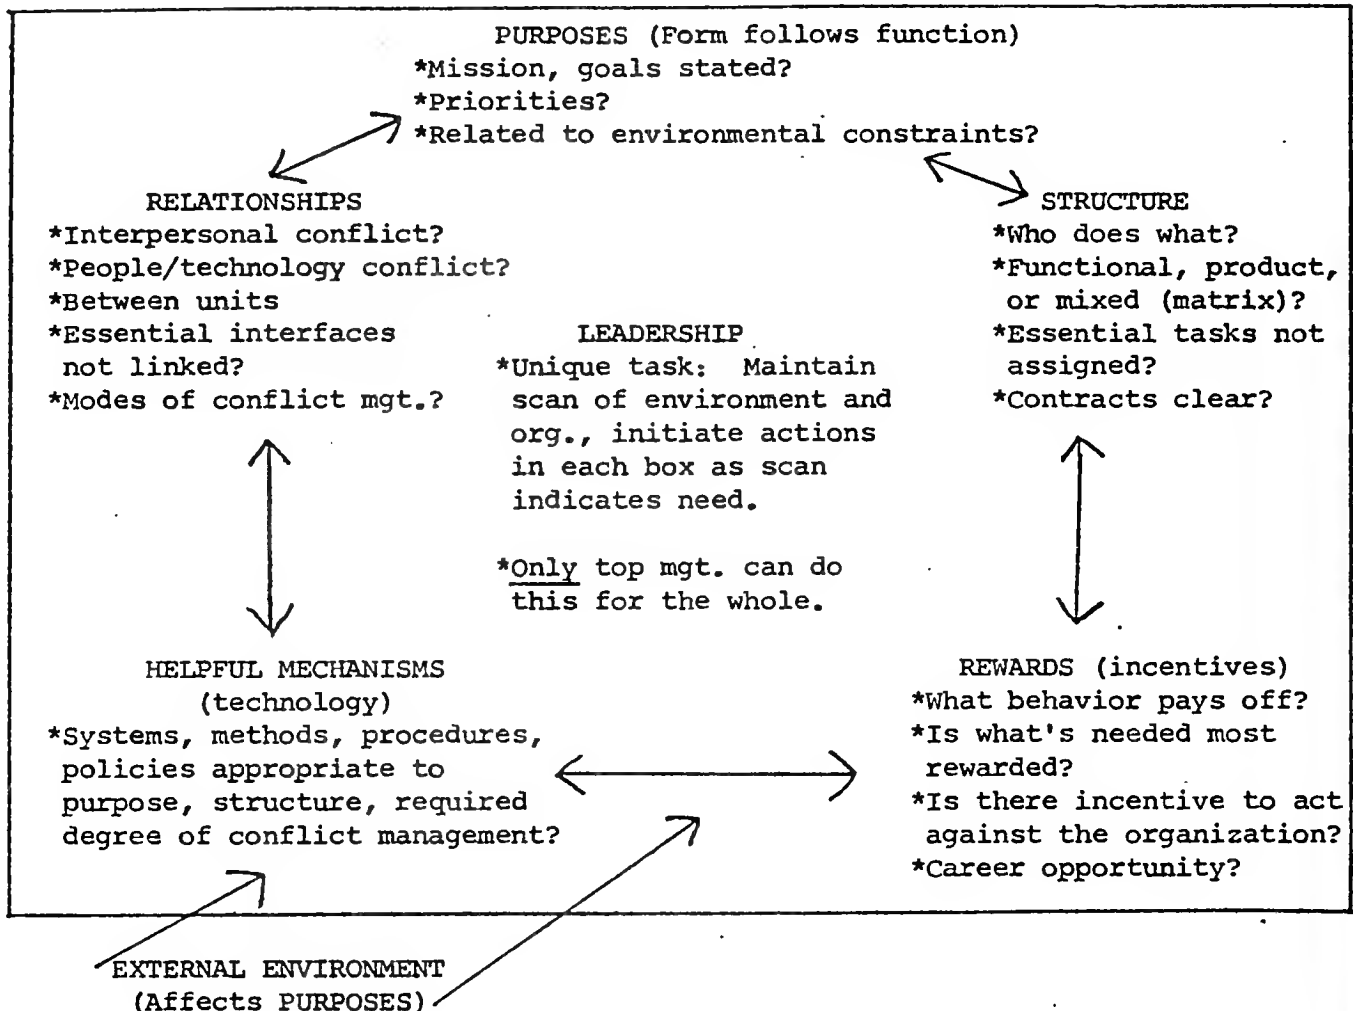 PURPOSES (Form follows function)
*Mission, goals stated?
*Priorities?
*Related to environmental constraints?
RELATIONSHIPS
*Interpersonal conflict?
*People/technology conflict?
*Between units
*Essential interfaces
not linked?
*Modes of conflict mgt.?
LEADERSHIP
*Unique task: Maintain
scan of environment and
org., initiate actions
in each box as scan
indicates need.
*Only top mgt. can do
this for the whole.
STRUCTURE
*Who does what?
*Functional, product,
or mixed (matrix)?
*Essential tasks not
assigned?
*Contracts clear?
HELPFUL MECHANISMS
(technology)
*Systems, methods, procedures,
policies appropriate to
purpose, structure, required
degree of conflict management?
REWARDS (incentives)
*What behavior pays off?
*Is what's needed most
rewarded?
*Is there incentive to act
against the organization?
*Career opportunity?
EXTERNAL ENVIRONMENT
(Affects PURPOSES)